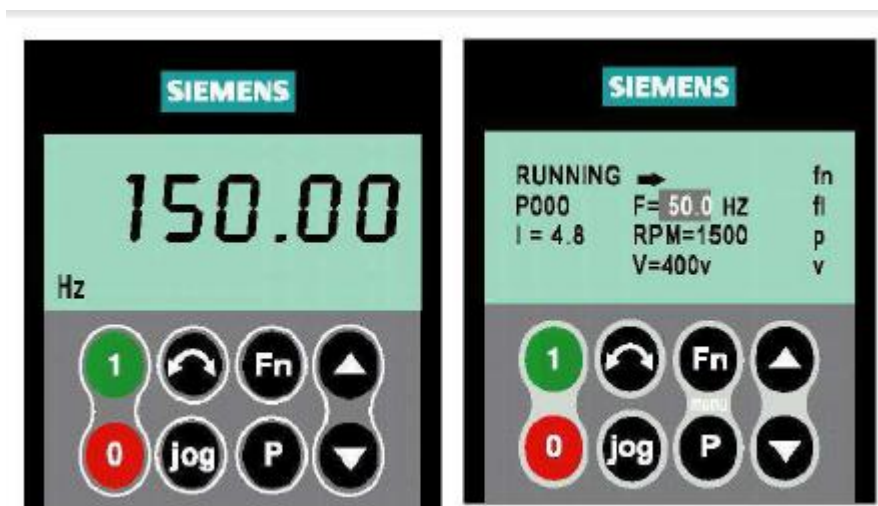 SIEMENS
150.00
Hz
1
Fn
0
jog
P
SIEMENS
RUNNING fn
P000 F= 50.0 HZ fl
I = 4.8 RPM=1500 p
V=400v v
1
Fn
menu
0
jog
P